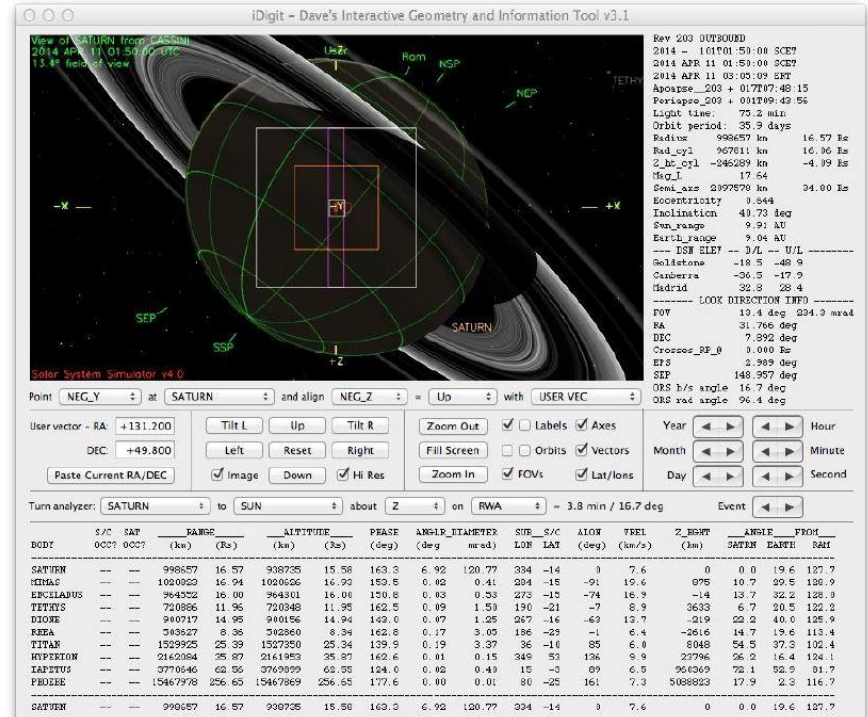 iDigit - Dave's Interactive Geometry and Information Tool v3.1
View of SATURN from CASSINI
2014 APR 11 01:50:00 UTC
13.4° field of view
User
Z
Ram
NSP
NEP
TETHY
-X
-Y
+X
SEP
SSP
SATURN
+Z
Solar System Simulator v4.0
Rev 203 OUTBOUND
2014 - 101T01:50:00 SCET
2014 APR 11 01:50:00 SCET
2014 APR 11 03:05:09 ERT
Apoapse_203 + 017T07:48:15
Periapse_203 + 001T09:43:56
Light time: 75.2 min
Orbit period: 35.9 days
Radius 998657 km 16.57 Rs
Rad_cyl 967811 km 16.06 Rs
Z_ht_cyl -246289 km -4.09 Rs
Mag_L 17.64
Semi_axs 2097570 km 34.80 Rs
Eccentricity 0.644
Inclination 40.73 deg
Sun_range 9.91 AU
Earth_range 9.04 AU
--- DSN ELEV -- D/L -- U/L -------
Goldstone -18.5 -48.9
Canberra -36.5 -17.9
Madrid 32.8 28.4
------- LOOK DIRECTION INFO -------
FOV 13.4 deg 234.3 mrad
RA 31.766 deg
DEC 7.892 deg
Crosses_RP_@ 0.000 Rs
EPS 2.989 deg
SEP 148.957 deg
ORS b/s angle 16.7 deg
ORS rad angle 96.4 deg
Point NEG_Y at SATURN and align NEG_Z = Up with USER VEC
User vector - RA: +131.200 Tilt L Up Tilt R Zoom Out Labels Axes Year Hour
DEC: +49.800 Left Reset Right Fill Screen Orbits Vectors Month Minute
Paste Current RA/DEC Image Down Hi Res Zoom In FOVs Lat/lons Day Second
Turn analyzer: SATURN to SUN about Z on RWA = 3.8 min / 16.7 deg Event
S/C SAT RANGE ALTITUDE PHASE ANGLR_DIAMETER SUB_S/C ALON VREL Z_HGHT ANGLE FROM
BODY OCC? OCC? (km) (Rs) (km) (Rs) (deg) (deg mrad) LON LAT (deg) (km/s) (km) SATRN EARTH RAM
SATURN -- -- 998657 16.57 938735 15.58 163.3 6.92 120.77 334 -14 0 7.6 0 0.0 19.6 127.7
MIMAS -- -- 1020823 16.94 1020626 16.93 153.5 0.02 0.41 284 -15 -91 19.6 875 10.7 29.5 128.9
ENCELADUS -- -- 964552 16.00 964301 16.00 150.8 0.03 0.53 273 -15 -74 16.9 -14 13.7 32.2 128.0
TETHYS -- -- 720886 11.96 720348 11.95 162.5 0.09 1.50 190 -21 -7 8.9 3633 6.7 20.5 122.2
DIONE -- -- 900717 14.95 900156 14.94 143.0 0.07 1.25 267 -16 -63 13.7 -219 22.2 40.0 125.9
RHEA -- -- 503627 8.36 502860 8.34 162.8 0.17 3.05 186 -29 -1 6.4 -2616 14.7 19.6 113.4
TITAN -- -- 1529925 25.39 1527350 25.34 139.9 0.19 3.37 36 -10 85 6.0 8048 54.5 37.3 102.4
HYPERION -- -- 2162084 35.87 2161953 35.87 162.6 0.01 0.15 349 53 136 9.9 23796 26.2 16.4 124.1
IAPETUS -- -- 3770646 62.56 3769899 62.55 124.0 0.02 0.40 15 -3 89 6.5 960369 72.1 52.9 81.7
PHOEBE -- -- 15467978 256.65 15467869 256.65 177.6 0.00 0.01 80 -25 161 7.3 5088823 17.9 2.3 116.7
SATURN -- -- 998657 16.57 938735 15.58 163.3 6.92 120.77 334 -14 0 7.6 0 0.0 19.6 127.7